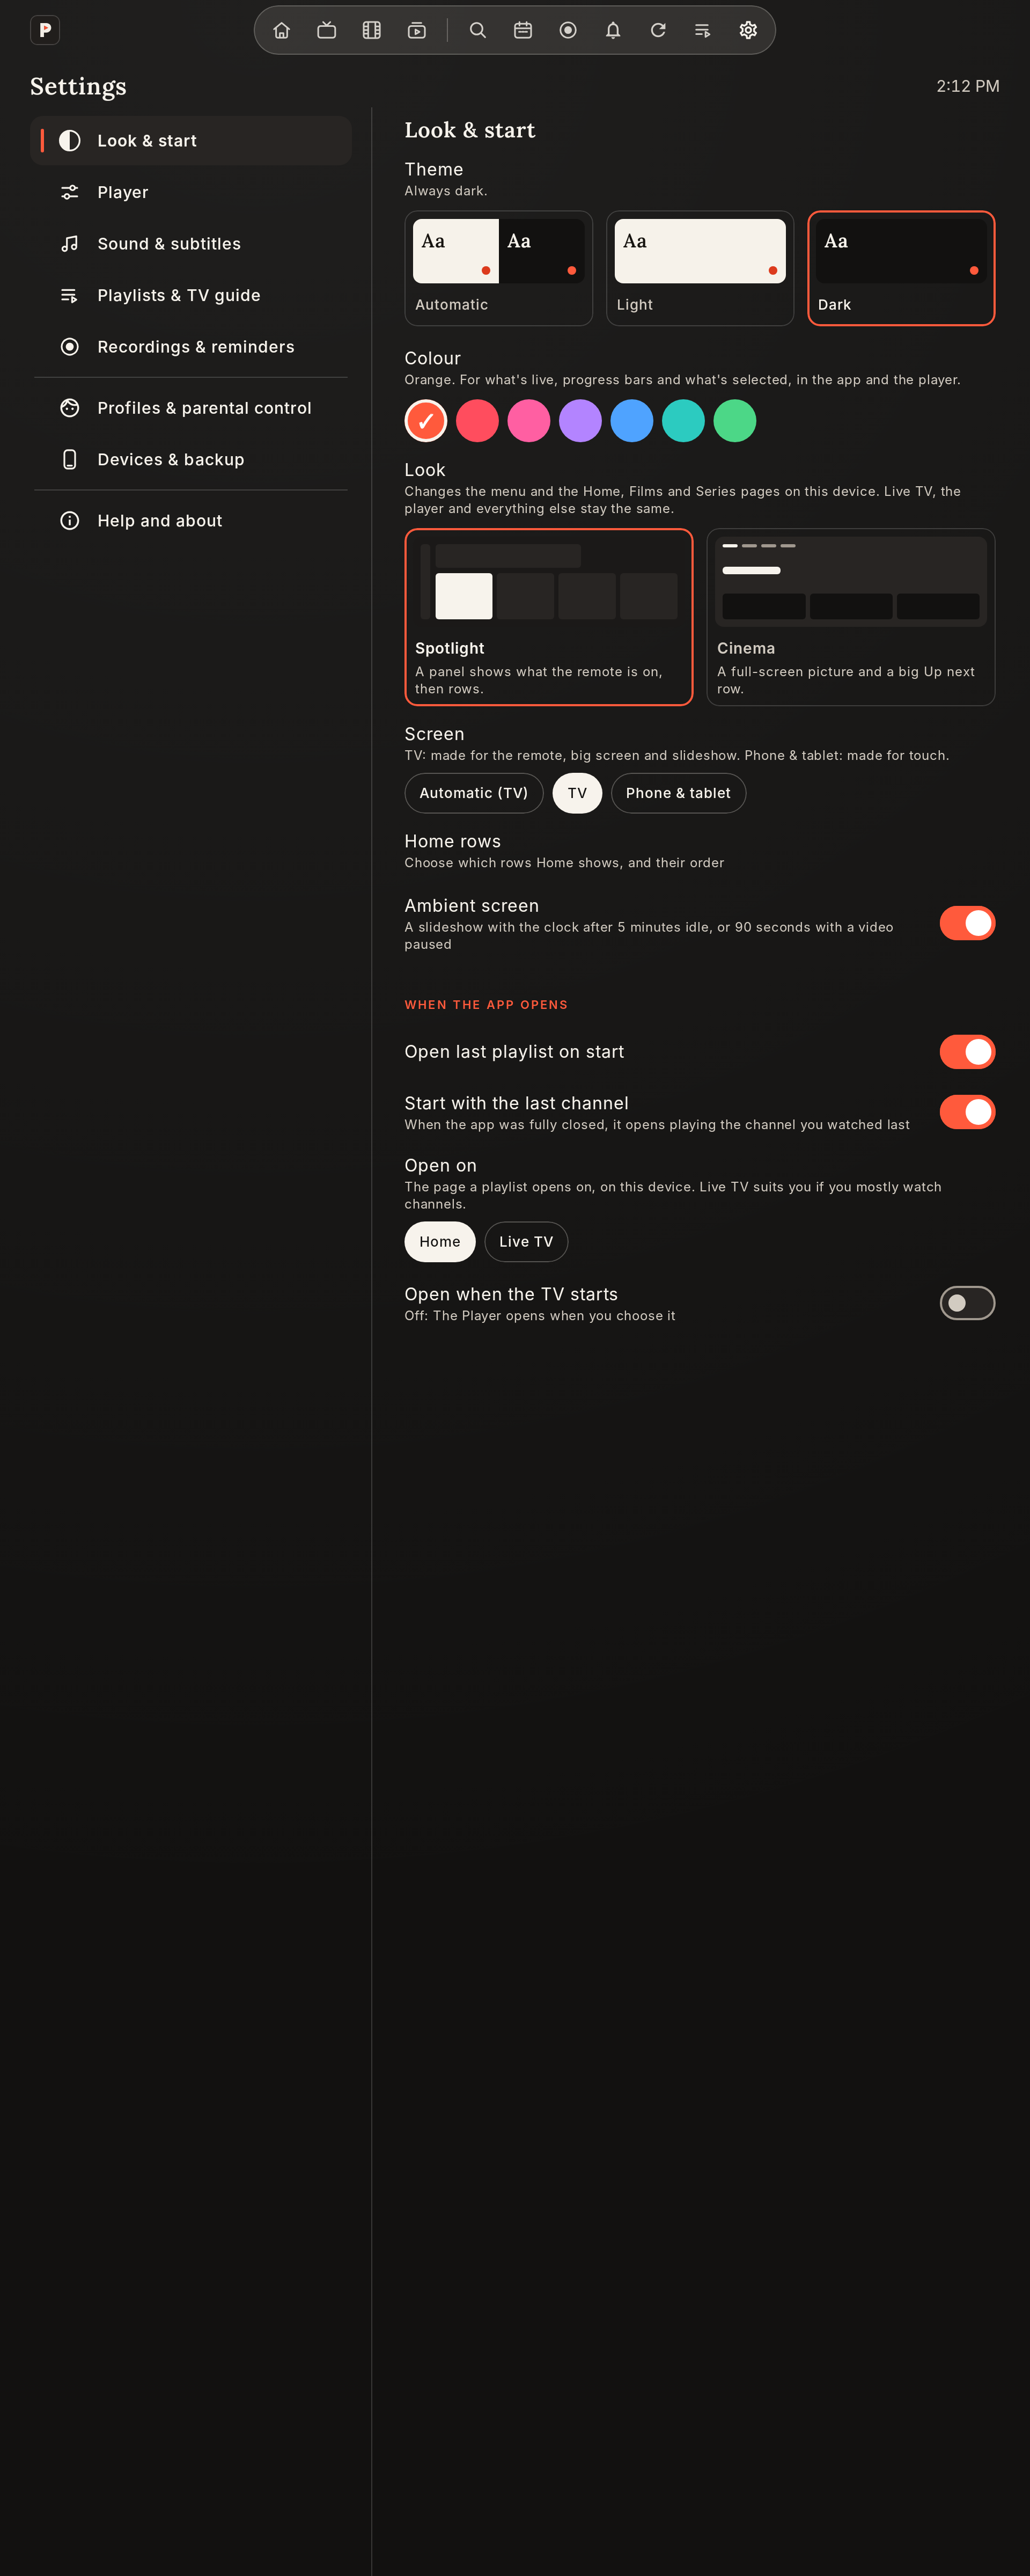 P
Settings
2:12 PM
Look & start
Player
Sound & subtitles
Playlists & TV guide
Recordings & reminders
Profiles & parental control
Devices & backup
Help and about
Look & start
Theme
Always dark.
Aa
Aa
Automatic
Aa
Light
Aa
Dark
Colour
Orange. For what's live, progress bars and what's selected, in the app and the player.
Look
Changes the menu and the Home, Films and Series pages on this device. Live TV, the
player and everything else stay the same.
Spotlight
A panel shows what the remote is on,
then rows.
Cinema
A full-screen picture and a big Up next
row.
Screen
TV: made for the remote, big screen and slideshow. Phone & tablet: made for touch.
Automatic (TV)
TV
Phone & tablet
Home rows
Choose which rows Home shows, and their order
Ambient screen
A slideshow with the clock after 5 minutes idle, or 90 seconds with a video
paused
WHEN THE APP OPENS
Open last playlist on start
Start with the last channel
When the app was fully closed, it opens playing the channel you watched last
Open on
The page a playlist opens on, on this device. Live TV suits you if you mostly watch
channels.
Home
Live TV
Open when the TV starts
Off: The Player opens when you choose it